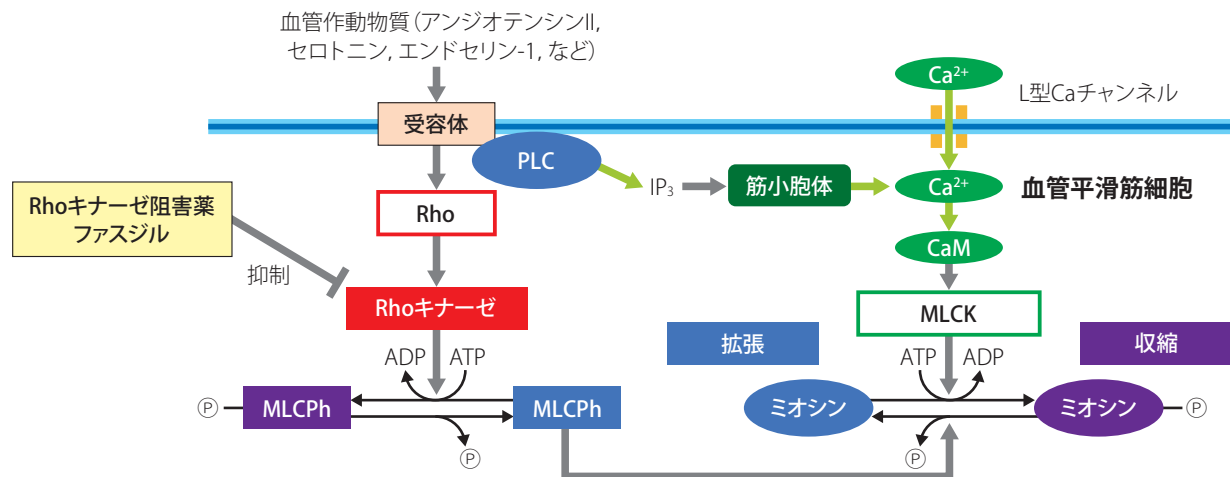 血管作動物質（アンジオテンシンII,
セロトニン, エンドセリン-1, など）
Ca²⁺
L型Caチャンネル
受容体
PLC
IP₃
筋小胞体
Ca²⁺
血管平滑筋細胞
Rhoキナーゼ阻害薬
ファスジル
Rho
CaM
抑制
Rhoキナーゼ
MLCK
拡張
収縮
ADP
ATP
ATP
ADP
Ⓟ
MLCPh
MLCPh
ミオシン
ミオシン
Ⓟ
Ⓟ
Ⓟ